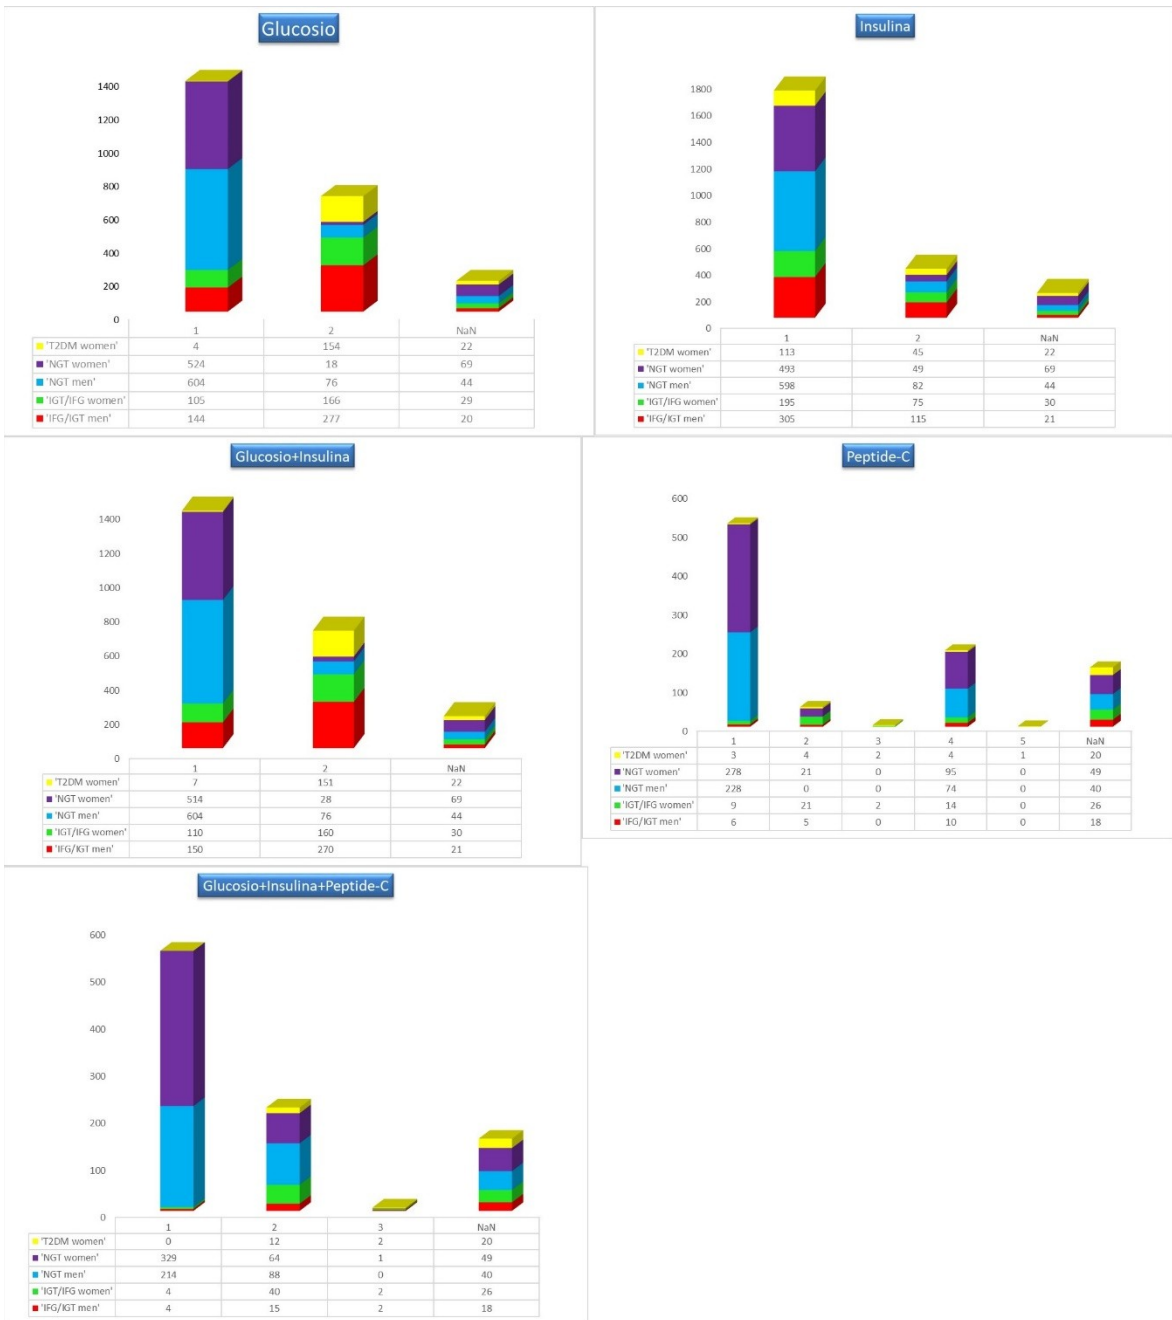 Glucosio
1400
1200
1000
800
600
400
200
0
1 2 NaN
'T2DM women' 4 154 22
'NGT women' 524 18 69
'NGT men' 604 76 44
'IGT/IFG women' 105 166 29
'IFG/IGT men' 144 277 20
Insulina
1800
1600
1400
1200
1000
800
600
400
200
0
1 2 NaN
'T2DM women' 113 45 22
'NGT women' 493 49 69
'NGT men' 598 82 44
'IGT/IFG women' 195 75 30
'IFG/IGT men' 305 115 21
Glucosio+Insulina
1400
1200
1000
800
600
400
200
0
1 2 NaN
'T2DM women' 7 151 22
'NGT women' 514 28 69
'NGT men' 604 76 44
'IGT/IFG women' 110 160 30
'IFG/IGT men' 150 270 21
Peptide-C
600
500
400
300
200
100
0
1 2 3 4 5 NaN
'T2DM women' 3 4 2 4 1 20
'NGT women' 278 21 0 95 0 49
'NGT men' 228 0 0 74 0 40
'IGT/IFG women' 9 21 2 14 0 26
'IFG/IGT men' 6 5 0 10 0 18
Glucosio+Insulina+Peptide-C
600
500
400
300
200
100
0
1 2 3 NaN
'T2DM women' 0 12 2 20
'NGT women' 329 64 1 49
'NGT men' 214 88 0 40
'IGT/IFG women' 4 40 2 26
'IFG/IGT men' 4 15 2 18